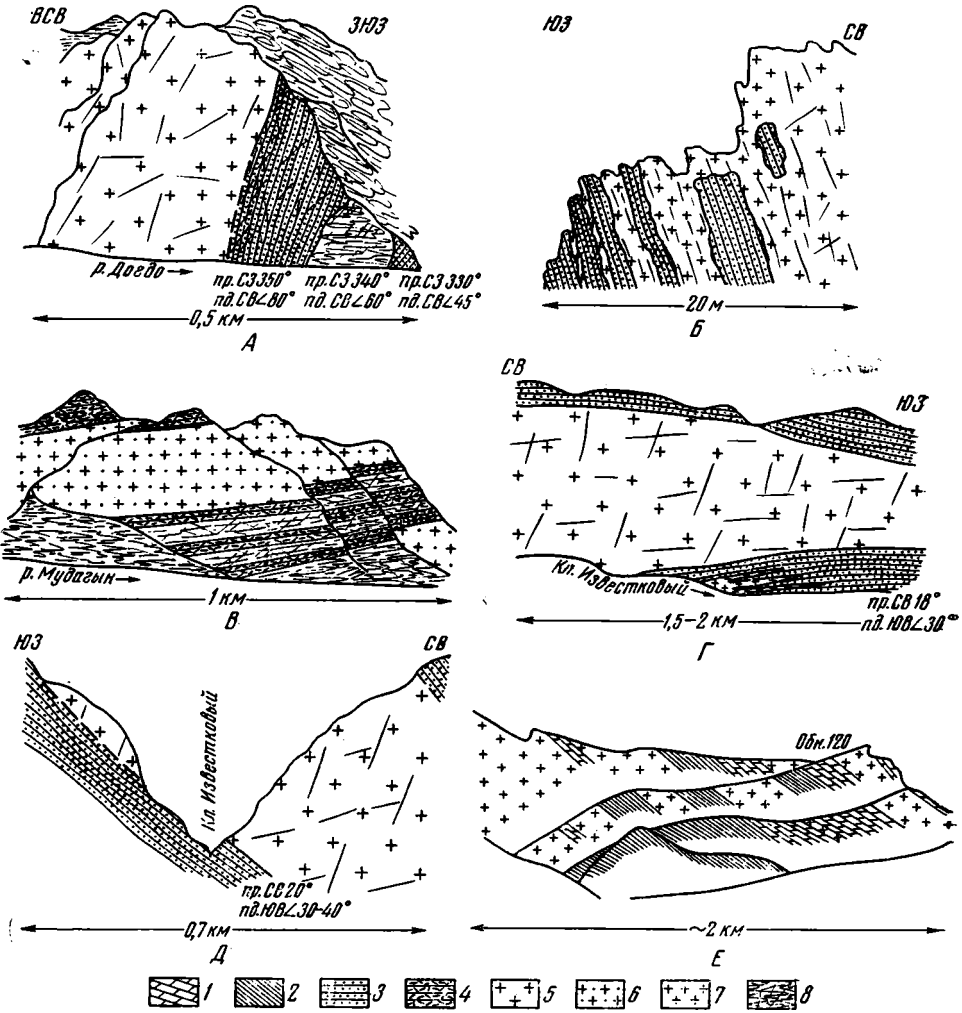 ВСВ
ЗЮЗ
р. Догдо
пр. СЗ 350° пр. СЗ 340° пр. СЗ 330°
пд. СВ∠80° пд. СВ∠60° пд. СВ∠45°
0,5 км
А
ЮЗ
СВ
20 м
Б
р. Мудагын
1 км
В
СВ
ЮЗ
Кл. Известковый
пр. СВ 18°
пд. ЮВ∠30°
1,5-2 км
Г
ЮЗ
СВ
Кл. Известковый
пр. СС 20°
пд. ЮВ∠30-40°
0,7 км
Д
Обн. 120
~2 км
Е
1 2 3 4 5 6 7 8